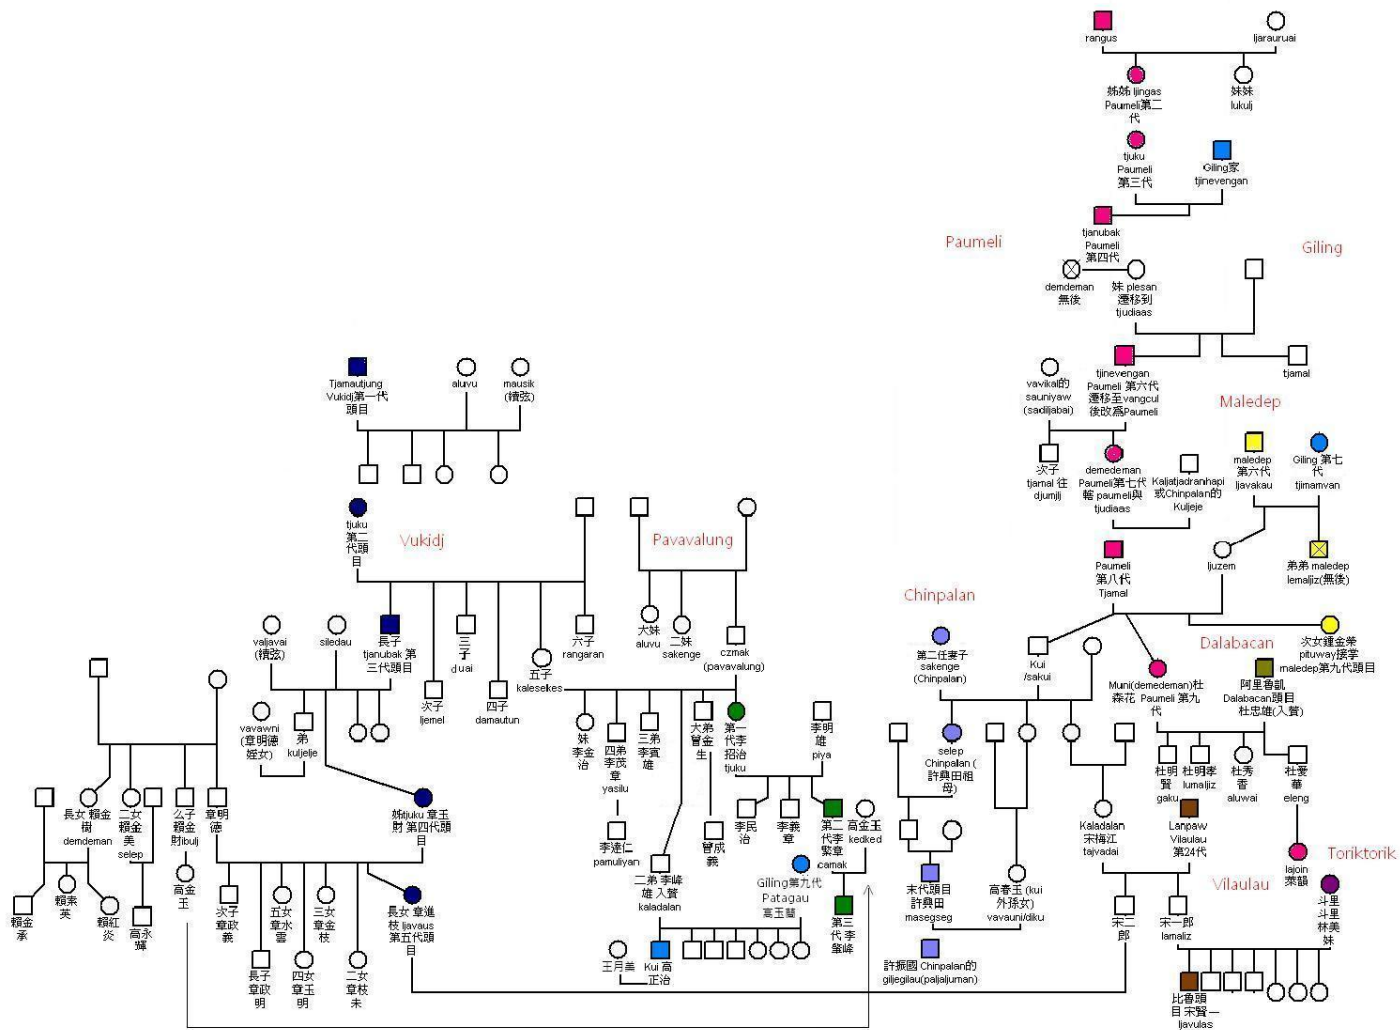 rangus
ljarauruai
姊姊 ljingas
Paumeli第二
代
妹妹
lukulj
tjuku
Paumeli
第三代
Giling家
tjinevengan
tjanubak
Paumeli
第四代
Paumeli
Giling
demdeman
無後
妹 plesan
遷移到
tjudiaas
Tjamautjung
Vukidj第一代
頭目
aluvu
mausik
(續弦)
vavikal的
sauniyaw
(sadiljabai)
tjinevengan
Paumeli 第六代
遷移至vangcul
後改為Paumeli
tjamal
Maledep
次子
tjamal 往
djumjlj
demedeman
Paumeli第七代
轄 paumeli與
tjudiaas
Kaljatjadranhapi
或Chinpalan的
Kuljeje
maledep
第六代
ljavakau
Giling 第七
代
tjimamvan
tjuku
第二
代頭
目
Vukidj
Pavavalung
Paumeli
第八代
Tjamal
ljuzem
弟弟 maledep
lemaljiz(無後)
Chinpalan
valjavai
(續弦)
siledau
長子
tjanubak 第
三代頭目
次子
ljemel
三子
duai
四子
damautun
五子
kaleselkes
六子
rangaran
大妹
aluvu
二妹
sakenge
czmak
(pavavalung)
第二任妻子
sakenge
(Chinpalan)
Kui
/sakui
Dalabacan
次女鍾金榮
pituway接掌
maledep第九代頭目
Muni(demedeman)杜
森花 Paumeli 第九
代
阿里魯凱
Dalabacan頭目
杜忠雄(入贅)
vavawni
(章明德
姪女)
弟
kuljelje
妹
李金
治
四弟
李茂
章
yasilu
三弟
李賓
雄
大弟
曾金
生
第一
代李
招治
tjuku
李明
雄
piya
selep
Chinpalan (
許興田祖
母)
杜明
賢
gaku
杜明孝
lumaljiz
杜秀
香
aluwai
杜愛
華
eleng
長女 賴金
樹
demdeman
二女
賴金
美
selep
么子
賴金
財ibulj
章明
德
姊tjuku 章玉
財 第四代頭
目
李達仁
pamuliyan
二弟 李峰
雄 入贅
kaladalan
曾成
義
李民
治
李義
章
第二
代李
繁章
camak
高金玉
kedked
Kaladalan
宋梅江
tajvadai
Lanpaw
Vilaulau
第24代
lajoin
Toriktorik
Vilaulau
賴金
承
賴素
英
賴紅
炎
高永
輝
高金
玉
次子
章政
義
五女
章水
雲
三女
章金
枝
長女 章進
枝 ljavaus
第五代頭
目
Giling第九代
Patagau
高玉蘭
第三
代 李
肇峰
末代頭目
許興田
masegseg
高春玉 (kui
外孫女)
vavauni/diku
宋二
郎
宋一郎
lamaliz
斗里
斗里
林美
妹
長子
章政
明
四女
章玉
明
二女
章枝
未
王月善
Kui 高
正治
許振國 Chinpalan的
giljegilau(paljaljuman)
比魯頭
目 宋賢一
ljavulas